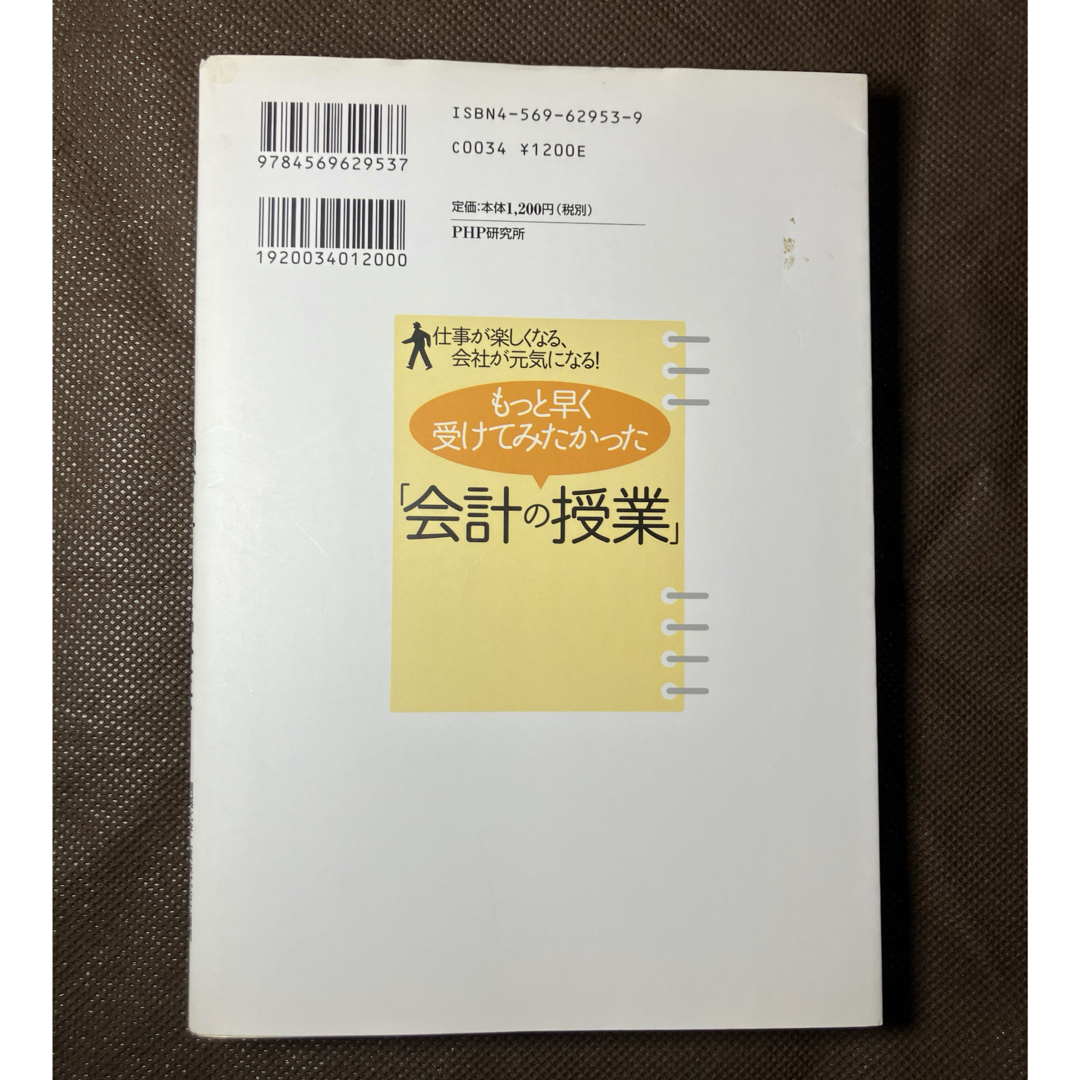 ISBN4-569-62953-9
C0034 ¥1200E
9784569629537
定価:本体1,200円(税別)
PHP研究所
1920034012000
仕事が楽しくなる、
会社が元気になる!
もっと早く
受けてみたかった
「会計の授業」